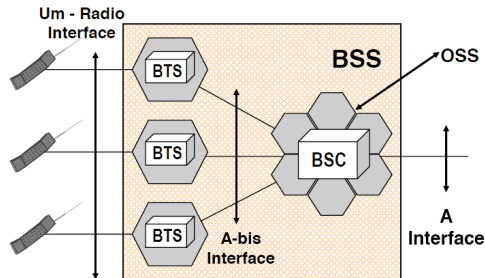 Um - Radio
Interface
BTS
BSS
OSS
BTS
BSC
BTS
A-bis
Interface
A
Interface